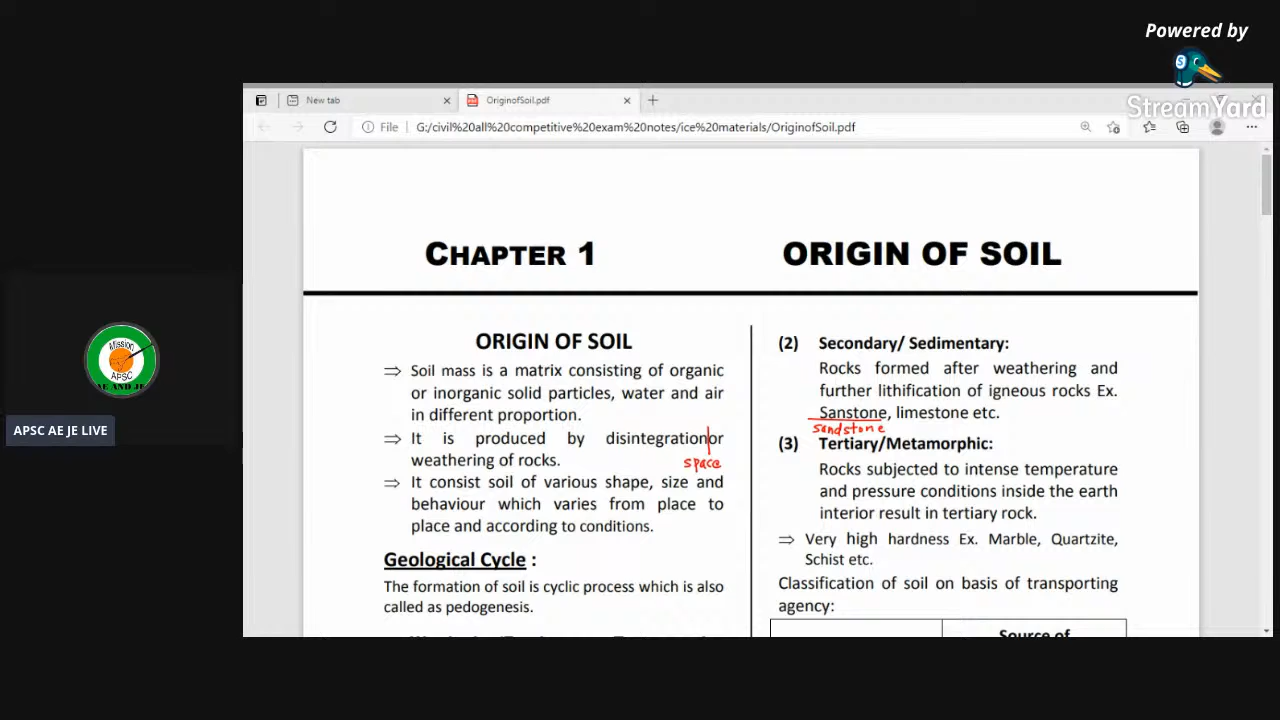 Powered by
S
StreamYard
New tab
OriginofSoil.pdf
File
G:/civil%20all%20competitive%20exam%20notes/ice%20materials/OriginofSoil.pdf
CHAPTER 1
ORIGIN OF SOIL
ORIGIN OF SOIL
⇒ Soil mass is a matrix consisting of organic
or inorganic solid particles, water and air
in different proportion.
⇒ It is produced by disintegrationor
weathering of rocks.
space
⇒ It consist soil of various shape, size and
behaviour which varies from place to
place and according to conditions.
Geological Cycle :
The formation of soil is cyclic process which is also
called as pedogenesis.
(2) Secondary/ Sedimentary:
Rocks formed after weathering and
further lithification of igneous rocks Ex.
Sanstone, limestone etc.
sandstone
(3) Tertiary/Metamorphic:
Rocks subjected to intense temperature
and pressure conditions inside the earth
interior result in tertiary rock.
⇒ Very high hardness Ex. Marble, Quartzite,
Schist etc.
Classification of soil on basis of transporting
agency:
Source of
Mission
APSC
AE AND JE
APSC AE JE LIVE